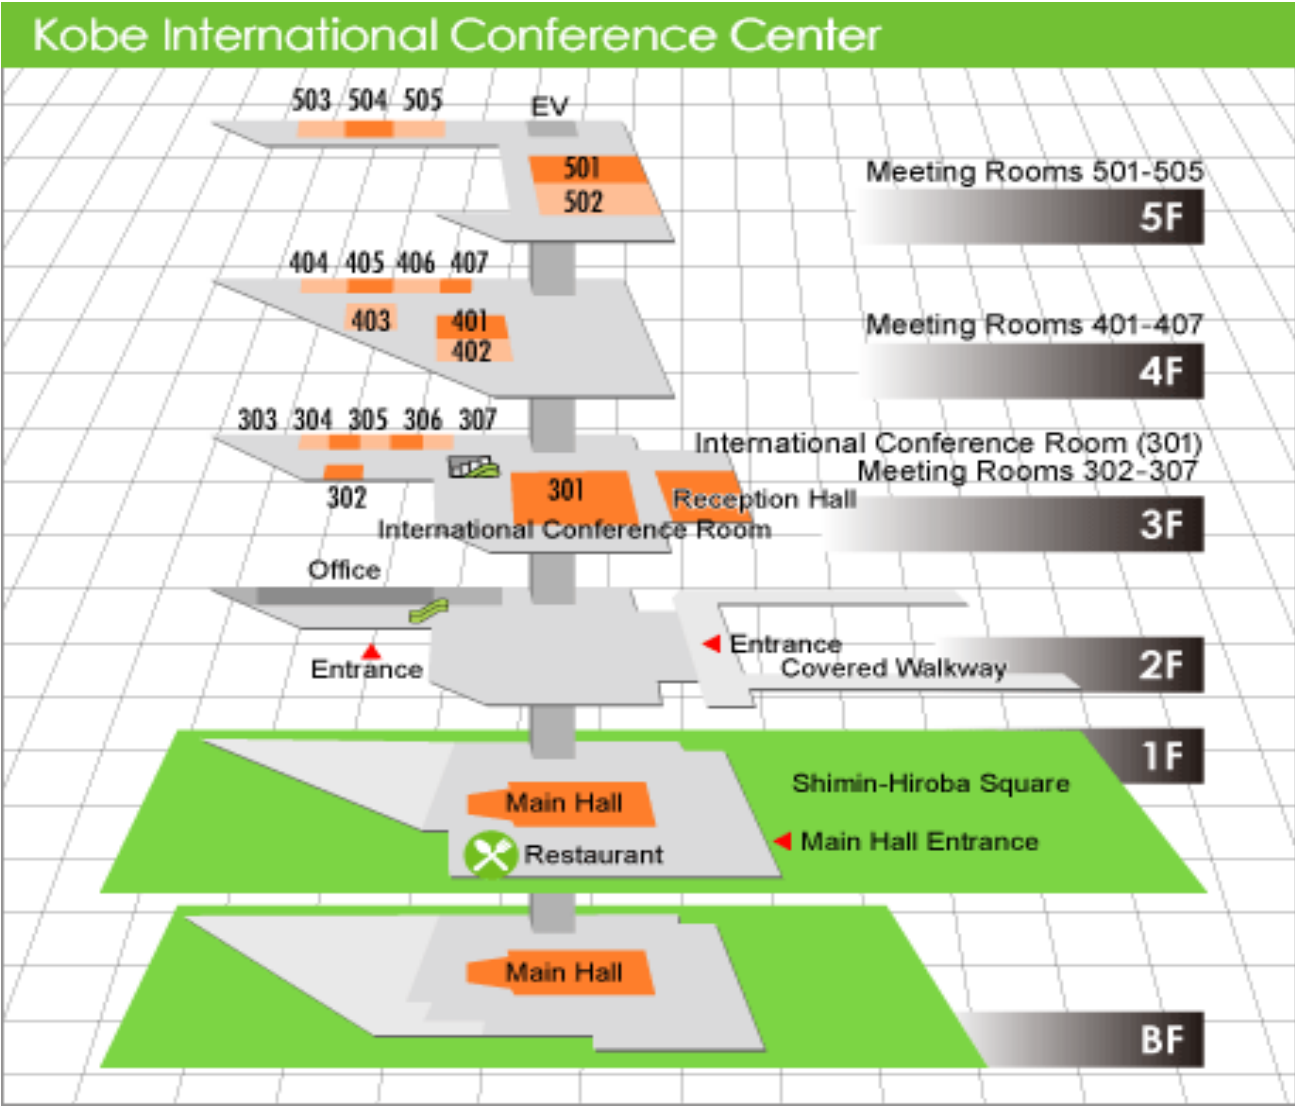 Kobe International Conference Center
503 504 505
EV
501
502
Meeting Rooms 501-505
5F
404 405 406 407
403
401
402
Meeting Rooms 401-407
4F
303 304 305 306 307
302
301
International Conference Room
Reception Hall
International Conference Room (301)
Meeting Rooms 302-307
3F
Office
Entrance
Entrance
Covered Walkway
2F
1F
Shimin-Hiroba Square
Main Hall
Main Hall Entrance
Restaurant
Main Hall
BF